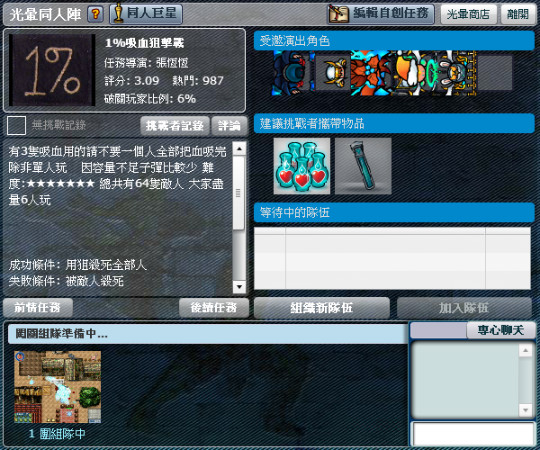 光暈同人陣 ? 同人巨星 編輯自創任務 光暈商店 離開
1%
1%吸血狙擊戰
任務導演: 張恆恆
評分: 3.09 熱門: 987
破關玩家比例: 6%
無挑戰記錄 挑戰者記錄 評論
有3隻吸血用的請不要一個人全部把血吸完
除非單人玩 因容量不足子彈比較少 難
度:★★★★★★★ 總共有64隻敵人 大家盡
量6人玩
成功條件: 用狙殺死全部人
失敗條件: 被敵人殺死
前情任務 後續任務
受邀演出角色
建議挑戰者攜帶物品
等待中的隊伍
組織新隊伍 加入隊伍
闖關組隊準備中...
1 團組隊中
專心聊天